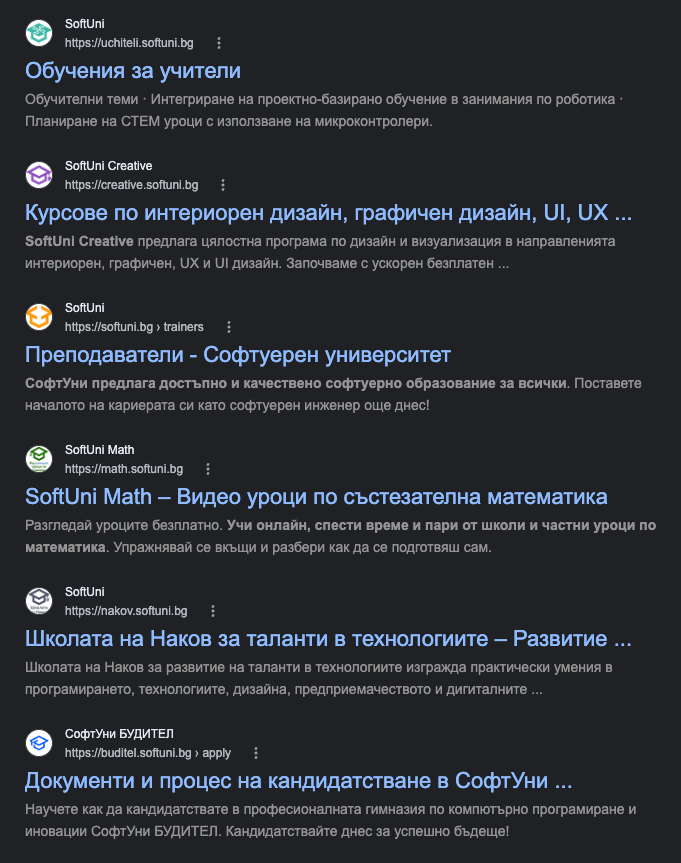 SoftUni
https://uchiteli.softuni.bg
Обучения за учители
Обучителни теми · Интегриране на проектно-базирано обучение в занимания по роботика ·
Планиране на СТЕМ уроци с използване на микроконтролери.
SoftUni Creative
https://creative.softuni.bg
Курсове по интериорен дизайн, графичен дизайн, UI, UX ...
SoftUni Creative предлага цялостна програма по дизайн и визуализация в направленията
интериорен, графичен, UX и UI дизайн. Започваме с ускорен безплатен ...
SoftUni
https://softuni.bg › trainers
Преподаватели - Софтуерен университет
СофтУни предлага достъпно и качествено софтуерно образование за всички. Поставете
началото на кариерата си като софтуерен инженер още днес!
SoftUni Math
https://math.softuni.bg
SoftUni Math – Видео уроци по състезателна математика
Разгледай уроците безплатно. Учи онлайн, спести време и пари от школи и частни уроци по
математика. Упражнявай се вкъщи и разбери как да се подготвяш сам.
SoftUni
https://nakov.softuni.bg
Школата на Наков за таланти в технологиите – Развитие ...
Школата на Наков за развитие на таланти в технологиите изгражда практически умения в
програмирането, технологиите, дизайна, предприемачеството и дигиталните ...
СофтУни БУДИТЕЛ
https://buditel.softuni.bg › apply
Документи и процес на кандидатстване в СофтУни ...
Научете как да кандидатствате в професионалната гимназия по компютърно програмиране и
иновации СофтУни БУДИТЕЛ. Кандидатствайте днес за успешно бъдеще!